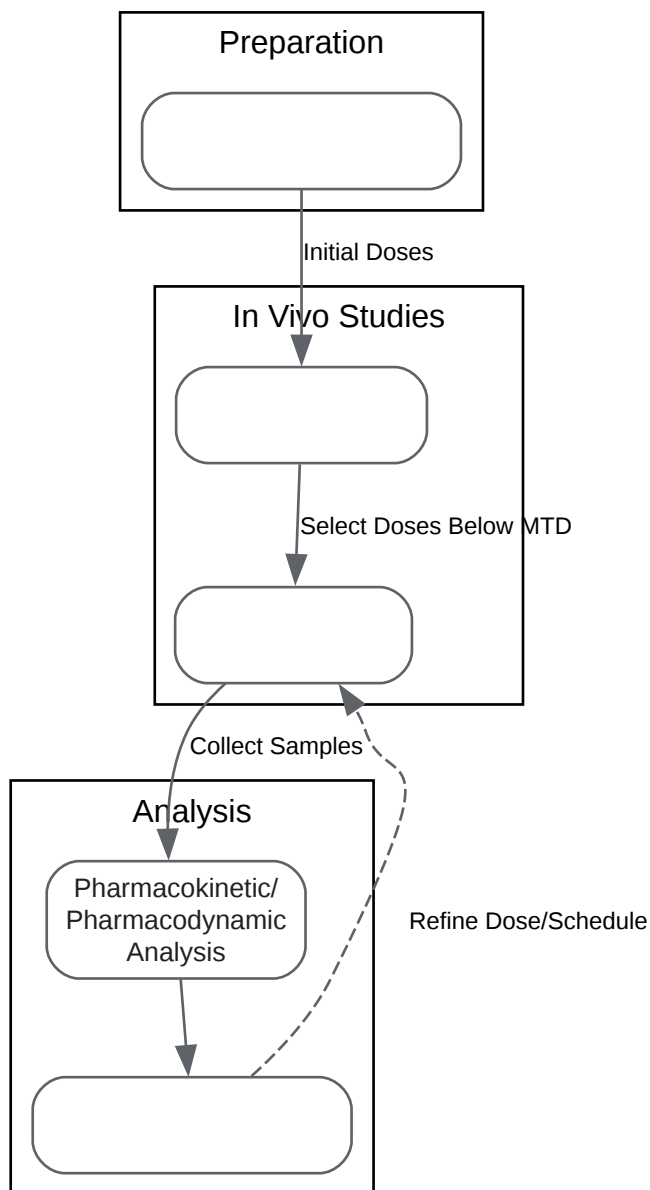 Preparation
Initial Doses
In Vivo Studies
Select Doses Below MTD
Collect Samples
Analysis
Pharmacokinetic/
Pharmacodynamic
Analysis
Refine Dose/Schedule